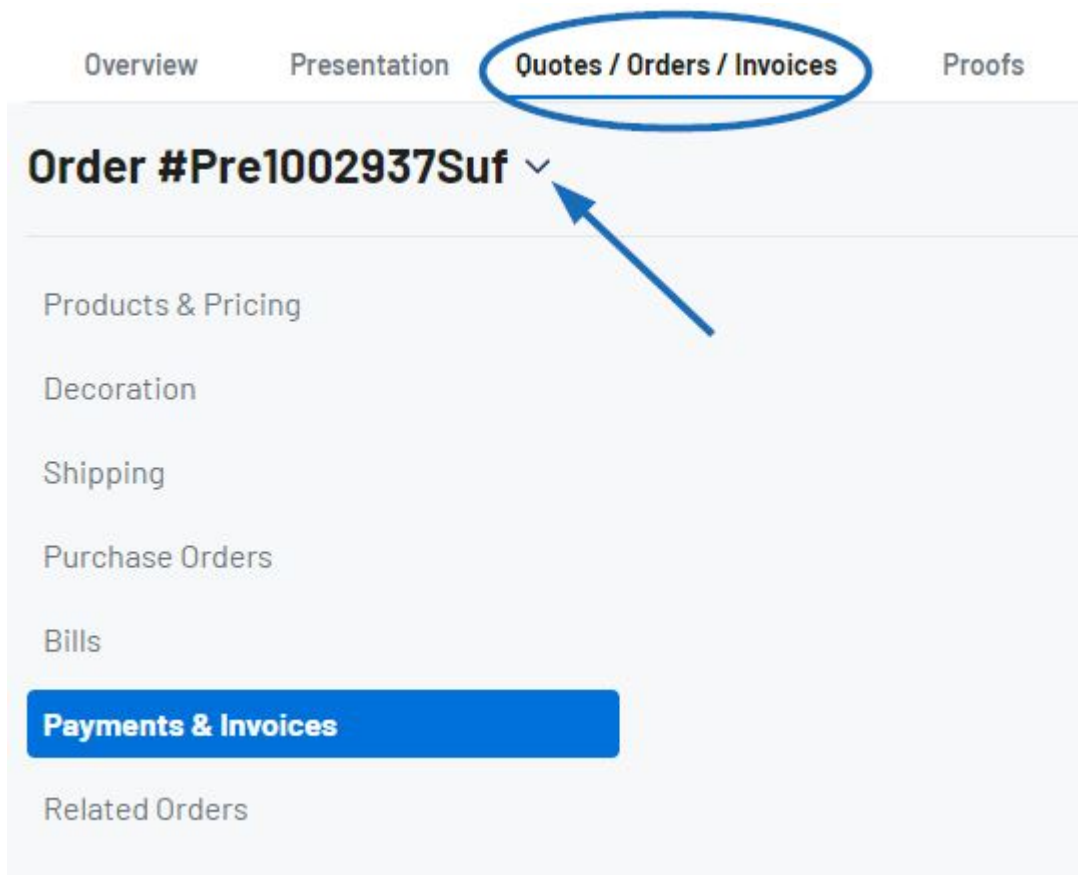 Overview Presentation Quotes / Orders / Invoices Proofs
Order #Pre1002937Suf
Products & Pricing
Decoration
Shipping
Purchase Orders
Bills
Payments & Invoices
Related Orders